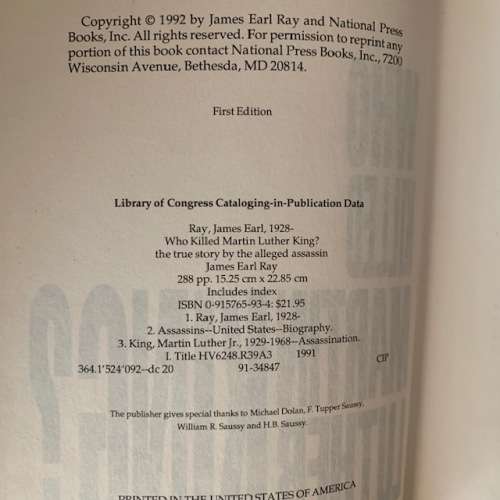 Copyright © 1992 by James Earl Ray and National Press
Books, Inc. All rights reserved. For permission to reprint any
portion of this book contact National Press Books, Inc., 7200
Wisconsin Avenue, Bethesda, MD 20814.
First Edition
Library of Congress Cataloging-in-Publication Data
Ray, James Earl, 1928-
Who Killed Martin Luther King?
the true story by the alleged assassin
James Earl Ray
288 pp. 15.25 cm x 22.85 cm
Includes index
ISBN 0-915765-93-4: $21.95
1. Ray, James Earl, 1928-
2. Assassins--United States--Biography.
3. King, Martin Luther Jr., 1929-1968--Assassination.
I. Title HV6248.R39A3 1991
364.1'524'092--dc 20 91-34847 CIP
The publisher gives special thanks to Michael Dolan, F. Tupper Saussy,
William R. Saussy and H.B. Saussy.
PRINTED IN THE UNITED STATES OF AMERICA